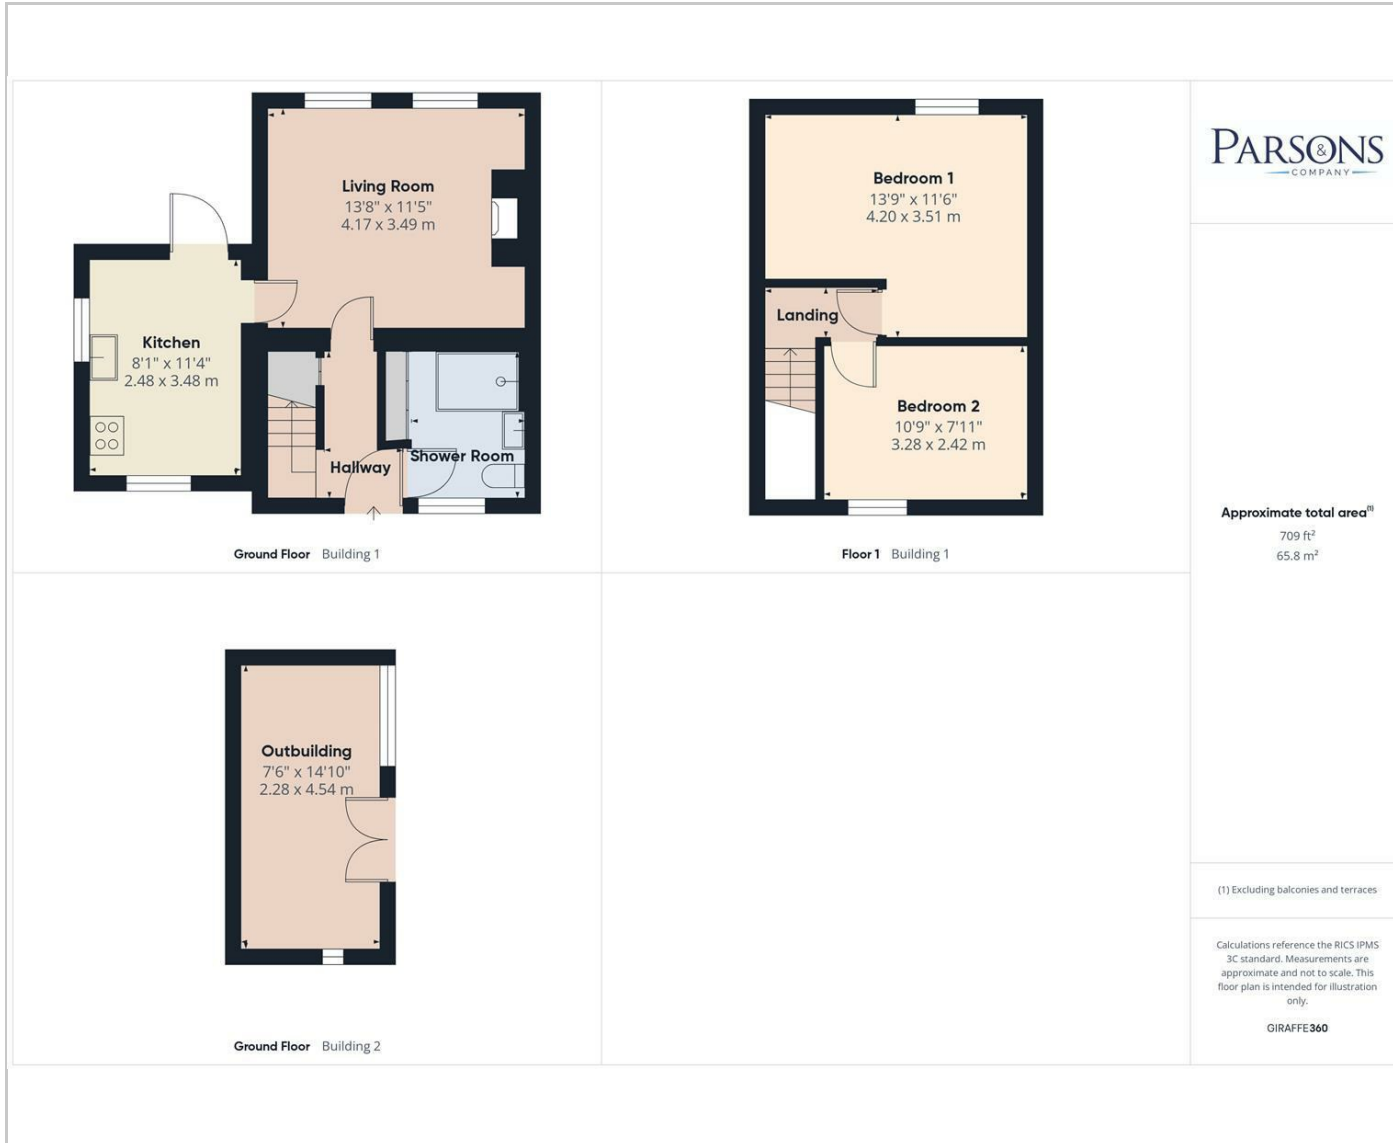 Living Room
13'8" x 11'5"
4.17 x 3.49 m
Kitchen
8'1" x 11'4"
2.48 x 3.48 m
Hallway
Shower Room
Ground Floor Building 1
Bedroom 1
13'9" x 11'6"
4.20 x 3.51 m
Landing
Bedroom 2
10'9" x 7'11"
3.28 x 2.42 m
Floor 1 Building 1
Outbuilding
7'6" x 14'10"
2.28 x 4.54 m
Ground Floor Building 2
PARSONS
&
COMPANY
Approximate total area⁽¹⁾
709 ft²
65.8 m²
(1) Excluding balconies and terraces
Calculations reference the RICS IPMS
3C standard. Measurements are
approximate and not to scale. This
floor plan is intended for illustration
only.
GIRAFFE360